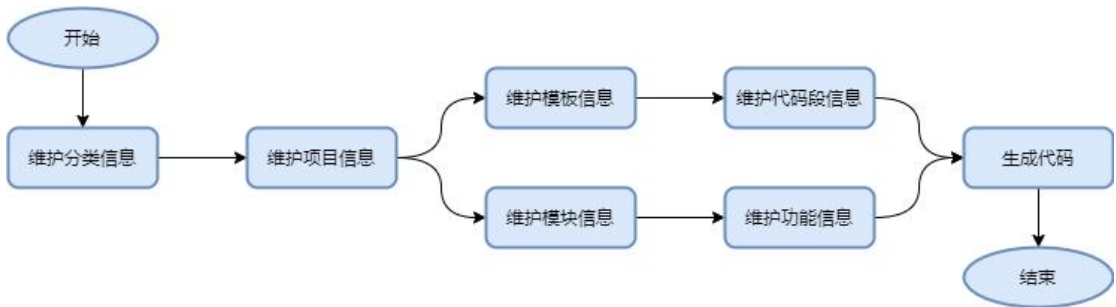 开始
维护分类信息
维护项目信息
维护模板信息
维护代码段信息
维护模块信息
维护功能信息
生成代码
结束